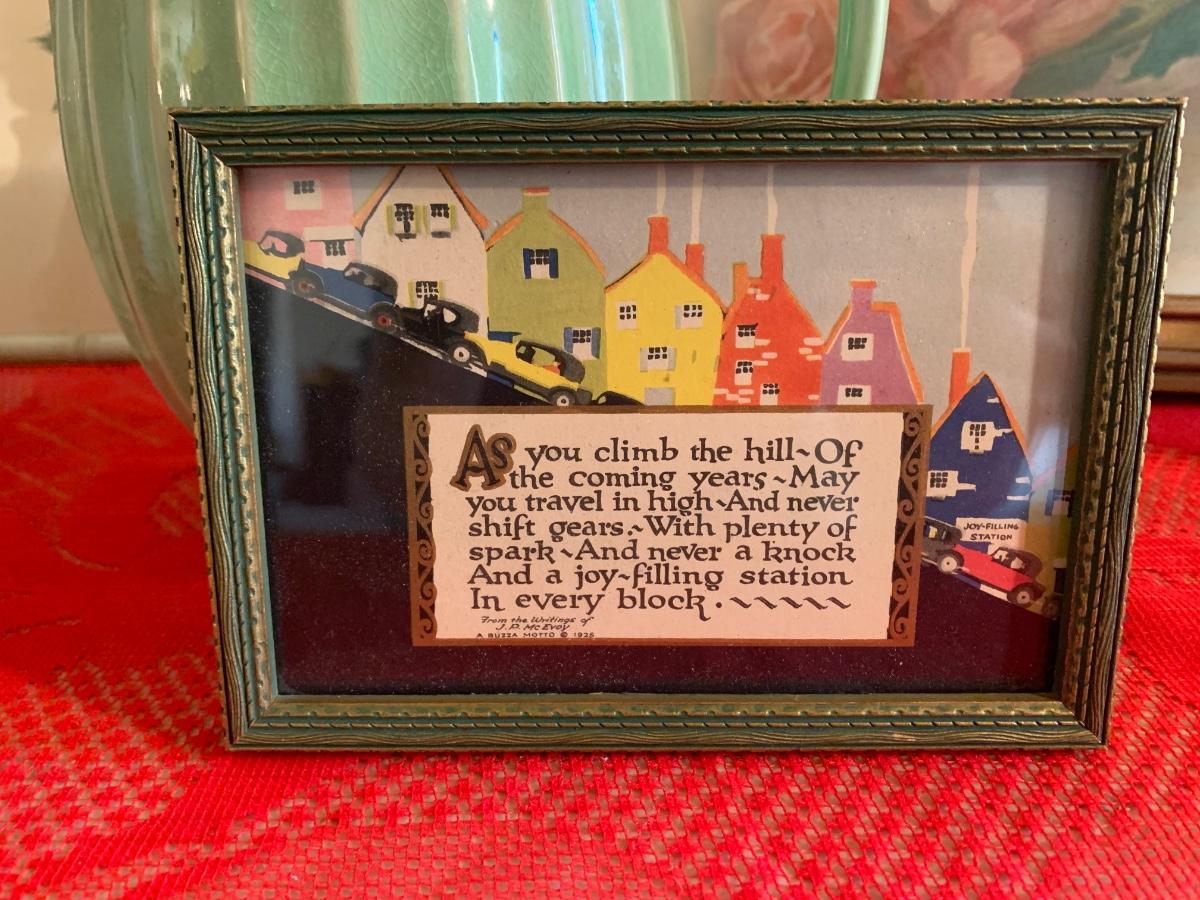 JOY-FILLING
STATION
As you climb the hill~Of
the coming years~May
you travel in high~And never
shift gears.~With plenty of
spark~And never a knock
And a joy~filling station
In every block.~~~~~
From the Writings of
J.P. McEvoy
A BUZZA MOTTO © 1926